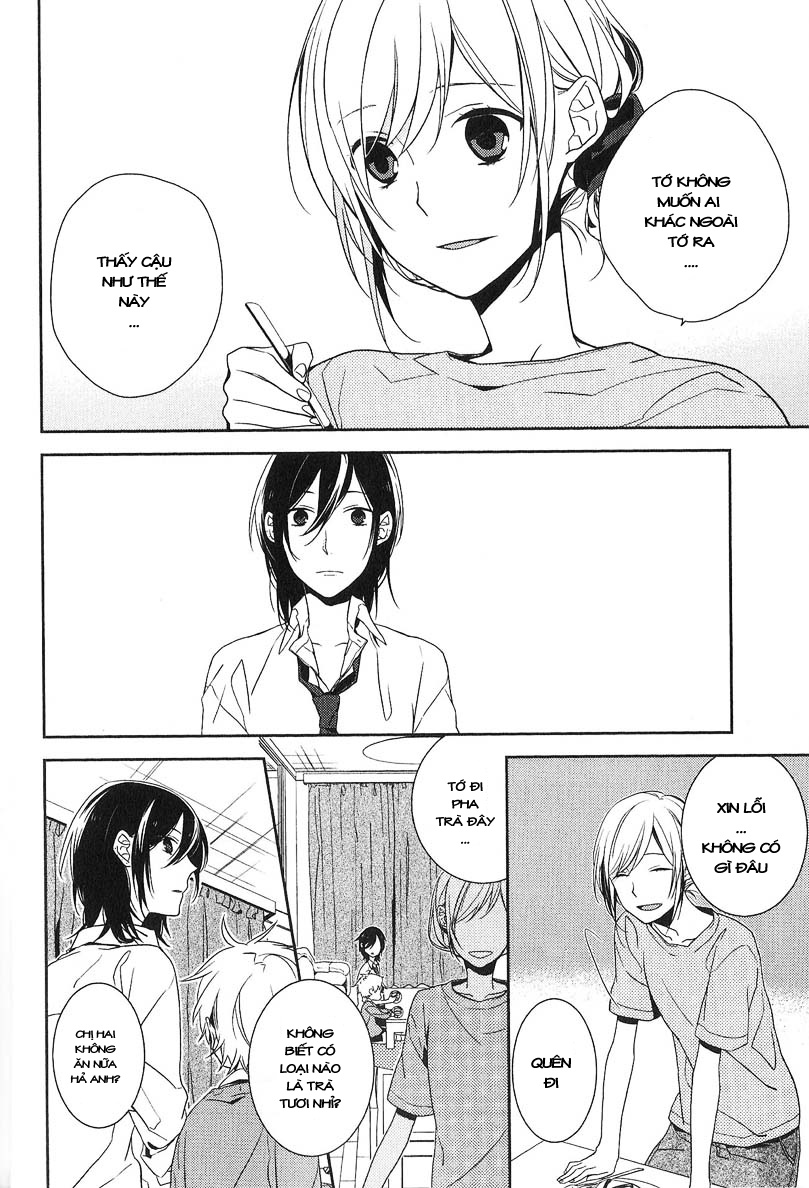 TỚ KHÔNG
MUỐN AI
KHÁC NGOÀI
TỚ RA
....
THẤY CẬU
NHƯ THẾ
NÀY
...
XIN LỖI
...
KHÔNG CÓ
GÌ ĐÂU
QUÊN
ĐI
TỚ ĐI
PHA
TRÀ ĐÂY
...
KHÔNG
BIẾT CÓ
LOẠI NÀO
LÀ TRÀ
TƯƠI NHỈ?
CHỊ HAI
KHÔNG
ĂN NỮA
HẢ ANH?